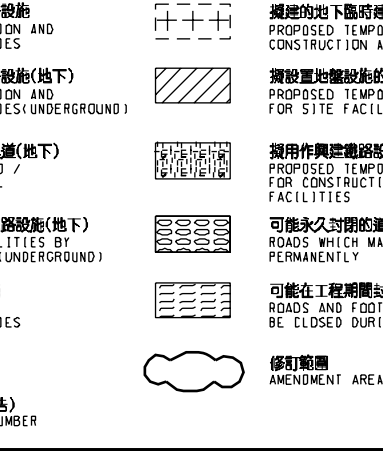 設施
ION AND
IES
設施(地下)
ION AND
IES(UNDERGROUND)
道(地下)
D /
路設施(地下)
LITIES BY
(UNDERGROUND)
IES
告)
UMBER
擬建的地下臨時建
PROPOSED TEMPO
CONSTRUCTION A
擬設置地盤設施的
PROPOSED TEMPO
FOR SITE FACIL
擬用作興建鐵路設
PROPOSED TEMPO
FOR CONSTRUCTI
FACILITIES
可能永久封閉的道
ROADS WHICH MA
PERMANENTLY
可能在工程期間封
ROADS AND FOOT
BE CLOSED DURI
修訂範圍
AMENDMENT AREA